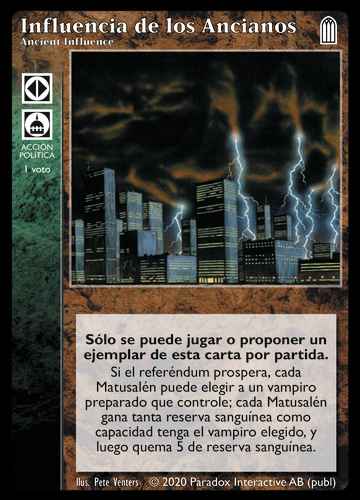 Influencia de los Ancianos
Ancient Influence
ACCIÓN
POLÍTICA
1 voto
Sólo se puede jugar o proponer un
ejemplar de esta carta por partida.
Si el referéndum prospera, cada
Matusalén puede elegir a un vampiro
preparado que controle; cada Matusalén
gana tanta reserva sanguínea como
capacidad tenga el vampiro elegido, y
luego quema 5 de reserva sanguínea.
Ilus. Pete Venters © 2020 Paradox Interactive AB (publ)